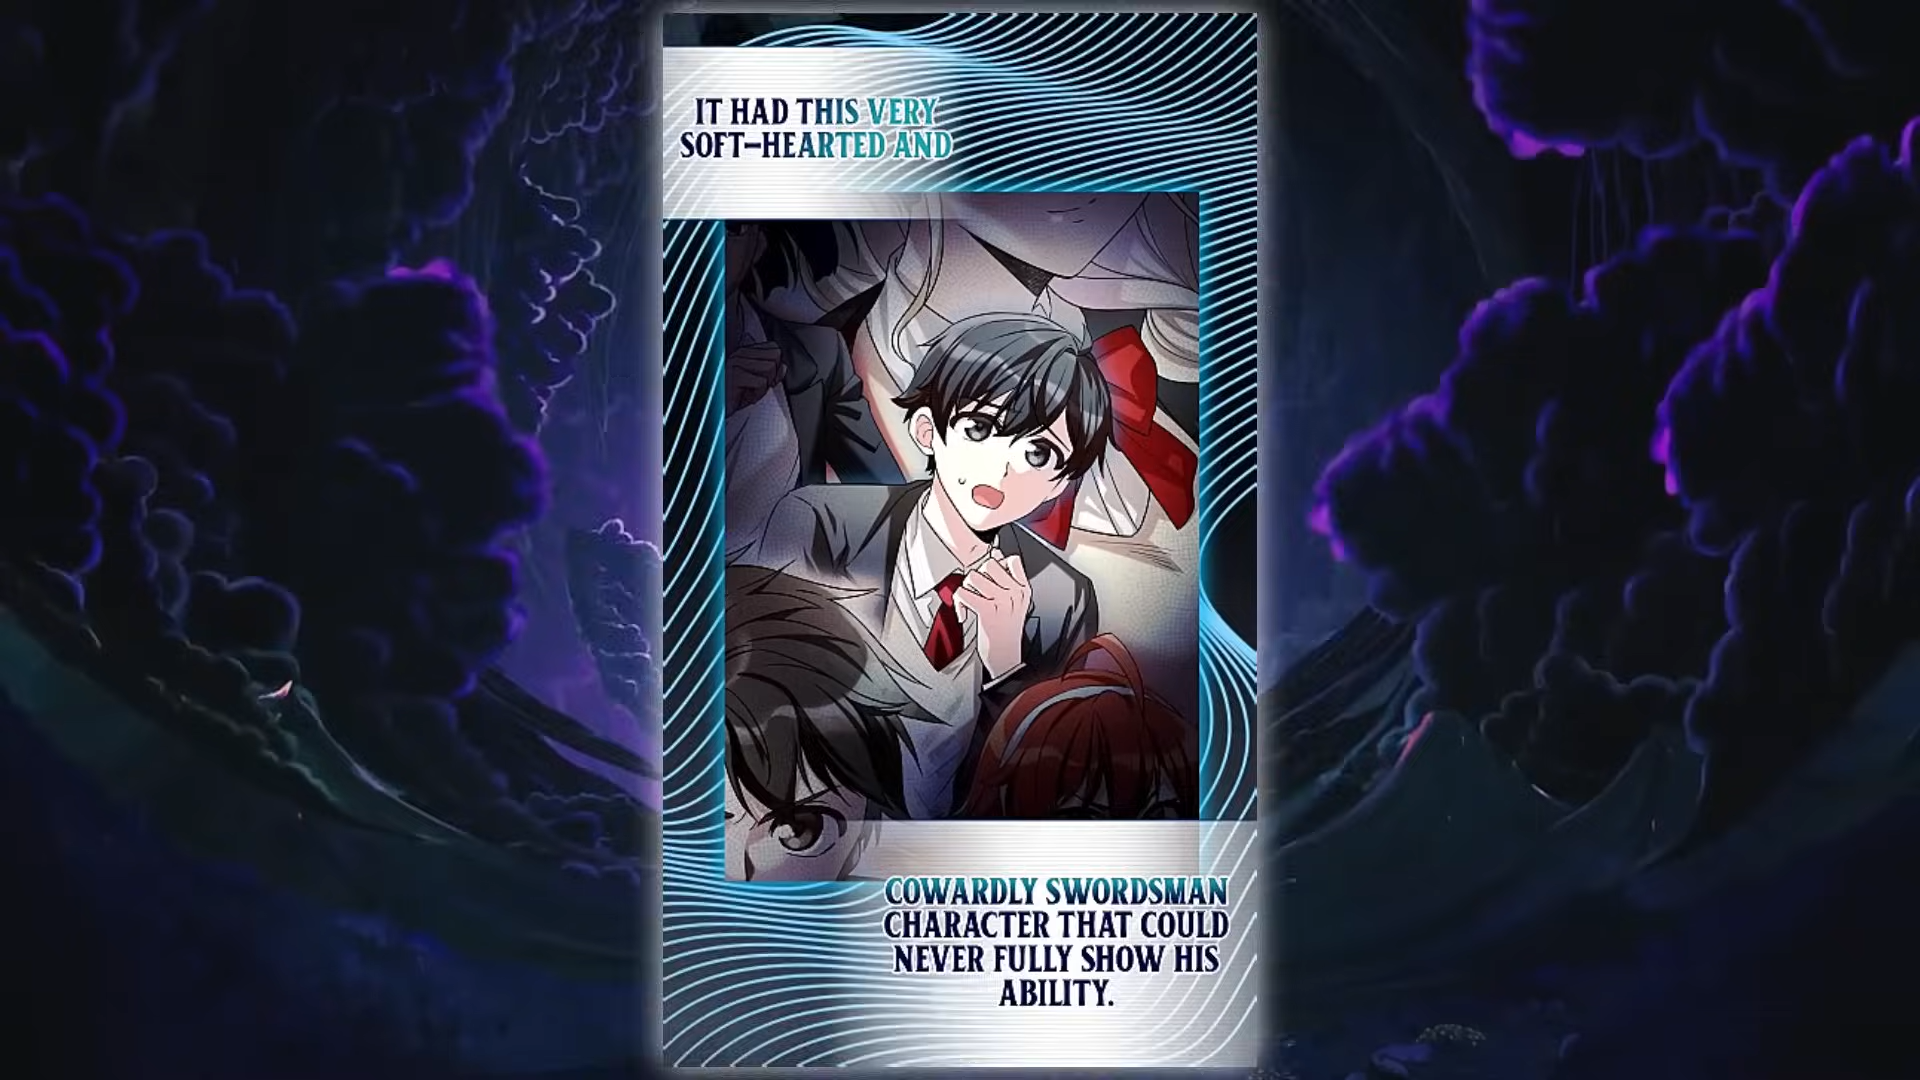 IT HAD THIS VERY
SOFT-HEARTED AND
COWARDLY SWORDSMAN
CHARACTER THAT COULD
NEVER FULLY SHOW HIS
ABILITY.